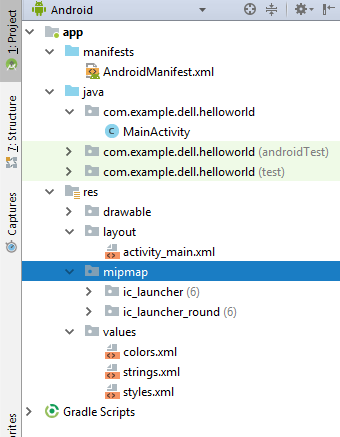 Android
1: Project
app
manifests
AndroidManifest.xml
java
com.example.dell.helloworld
C MainActivity
com.example.dell.helloworld (androidTest)
com.example.dell.helloworld (test)
Z: Structure
res
drawable
layout
activity_main.xml
Captures
mipmap
ic_launcher (6)
ic_launcher_round (6)
values
colors.xml
strings.xml
styles.xml
Gradle Scripts